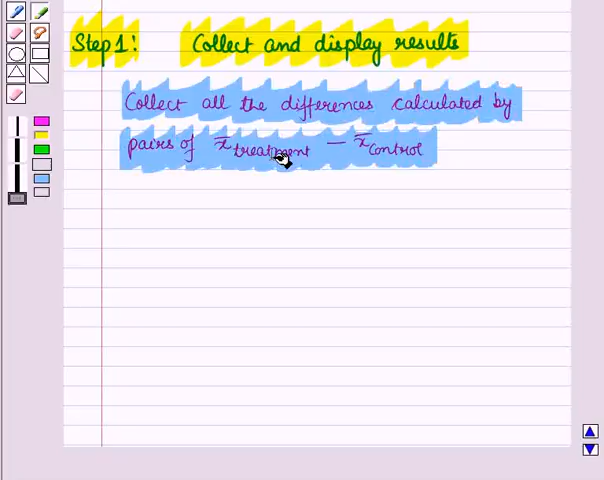 Step 1: Collect and display results
Collect all the differences calculated by
pairs of x̄ treatment − x̄ control